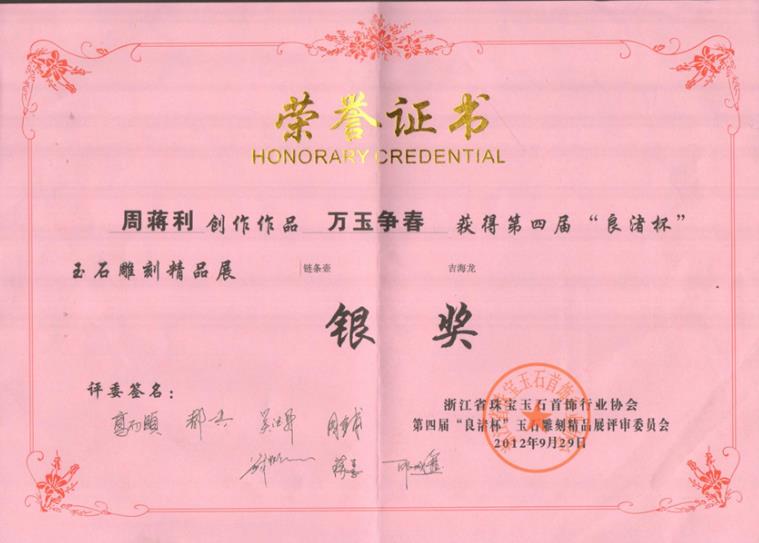 荣誉证书
HONORARY CREDENTIAL
周蒋利 创作作品 万玉争春 获得第四届“良渚杯”
玉石雕刻精品展 链条壶 吉海龙
银奖
评委签名：
浙江省珠宝玉石首饰行业协会
第四届“良渚杯”玉石雕刻精品展评审委员会
2012年9月29日